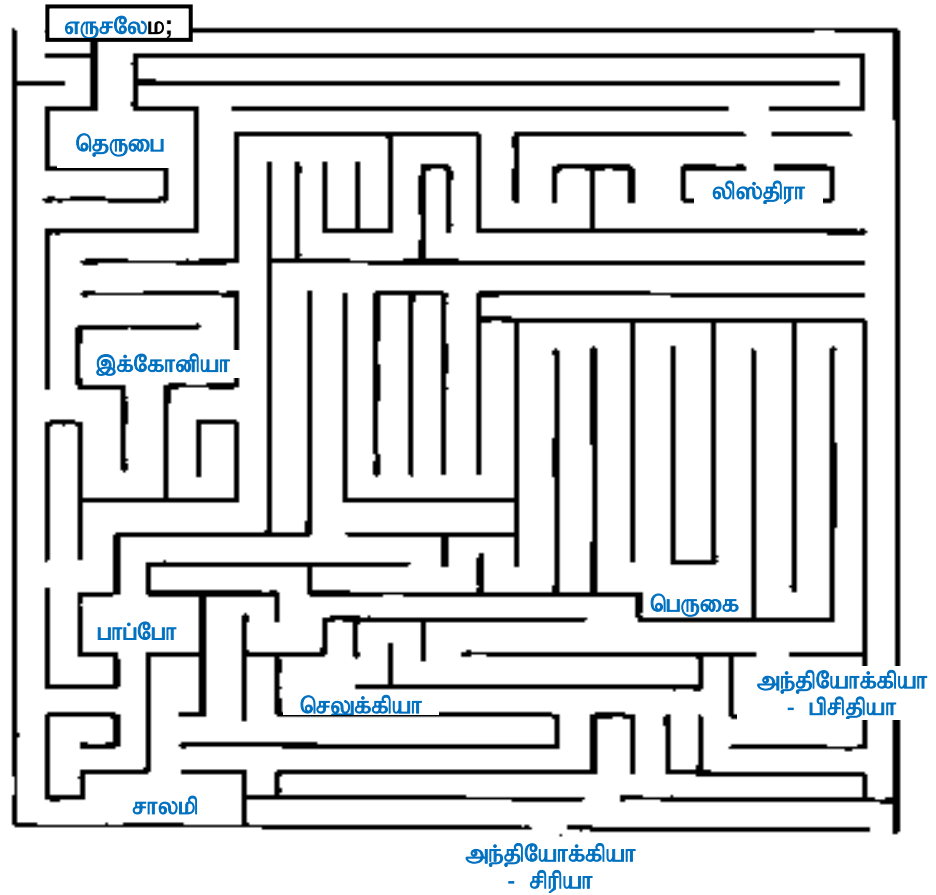 எருசலேம;
தெருபை
லிஸ்திரா
இக்கோனியா
பெருகை
பாப்போ
அந்தியோக்கியா
- பிசிதியா
செலுக்கியா
சாலமி
அந்தியோக்கியா
- சிரியா